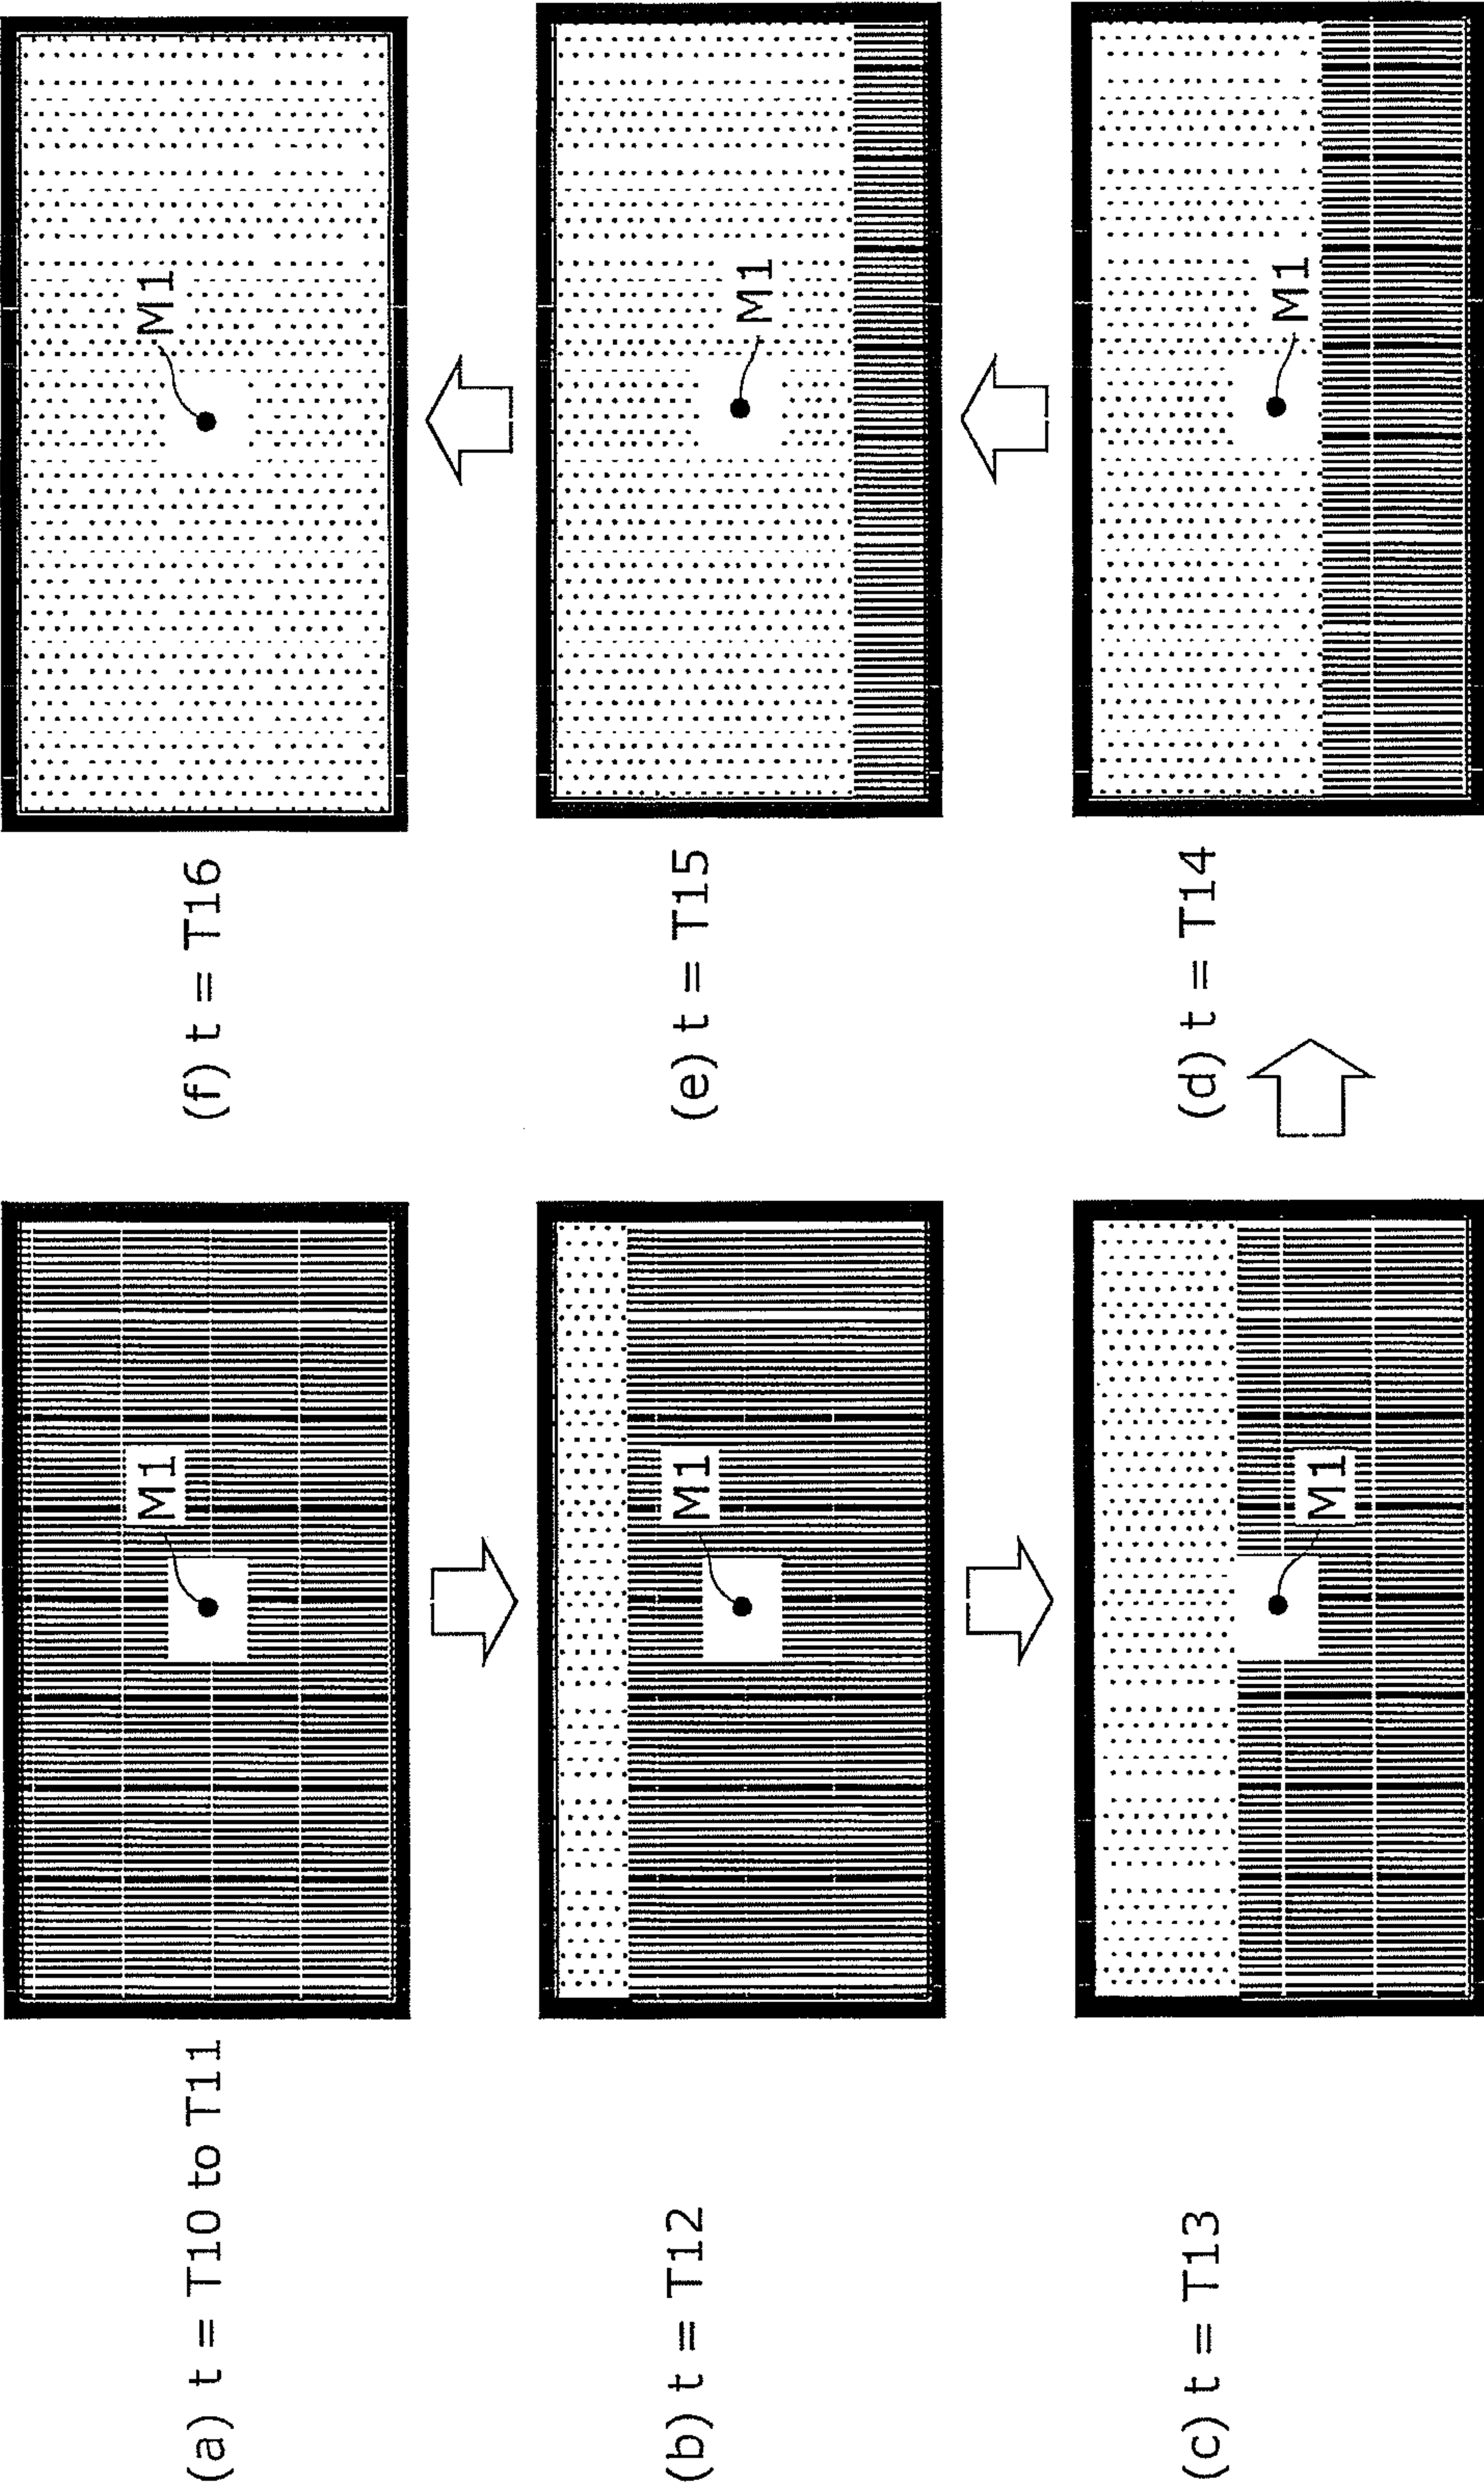 (a) t = T10 to T11
M1
(b) t = T12
M1
(c) t = T13
M1
(d) t = T14
M1
(e) t = T15
M1
(f) t = T16
M1